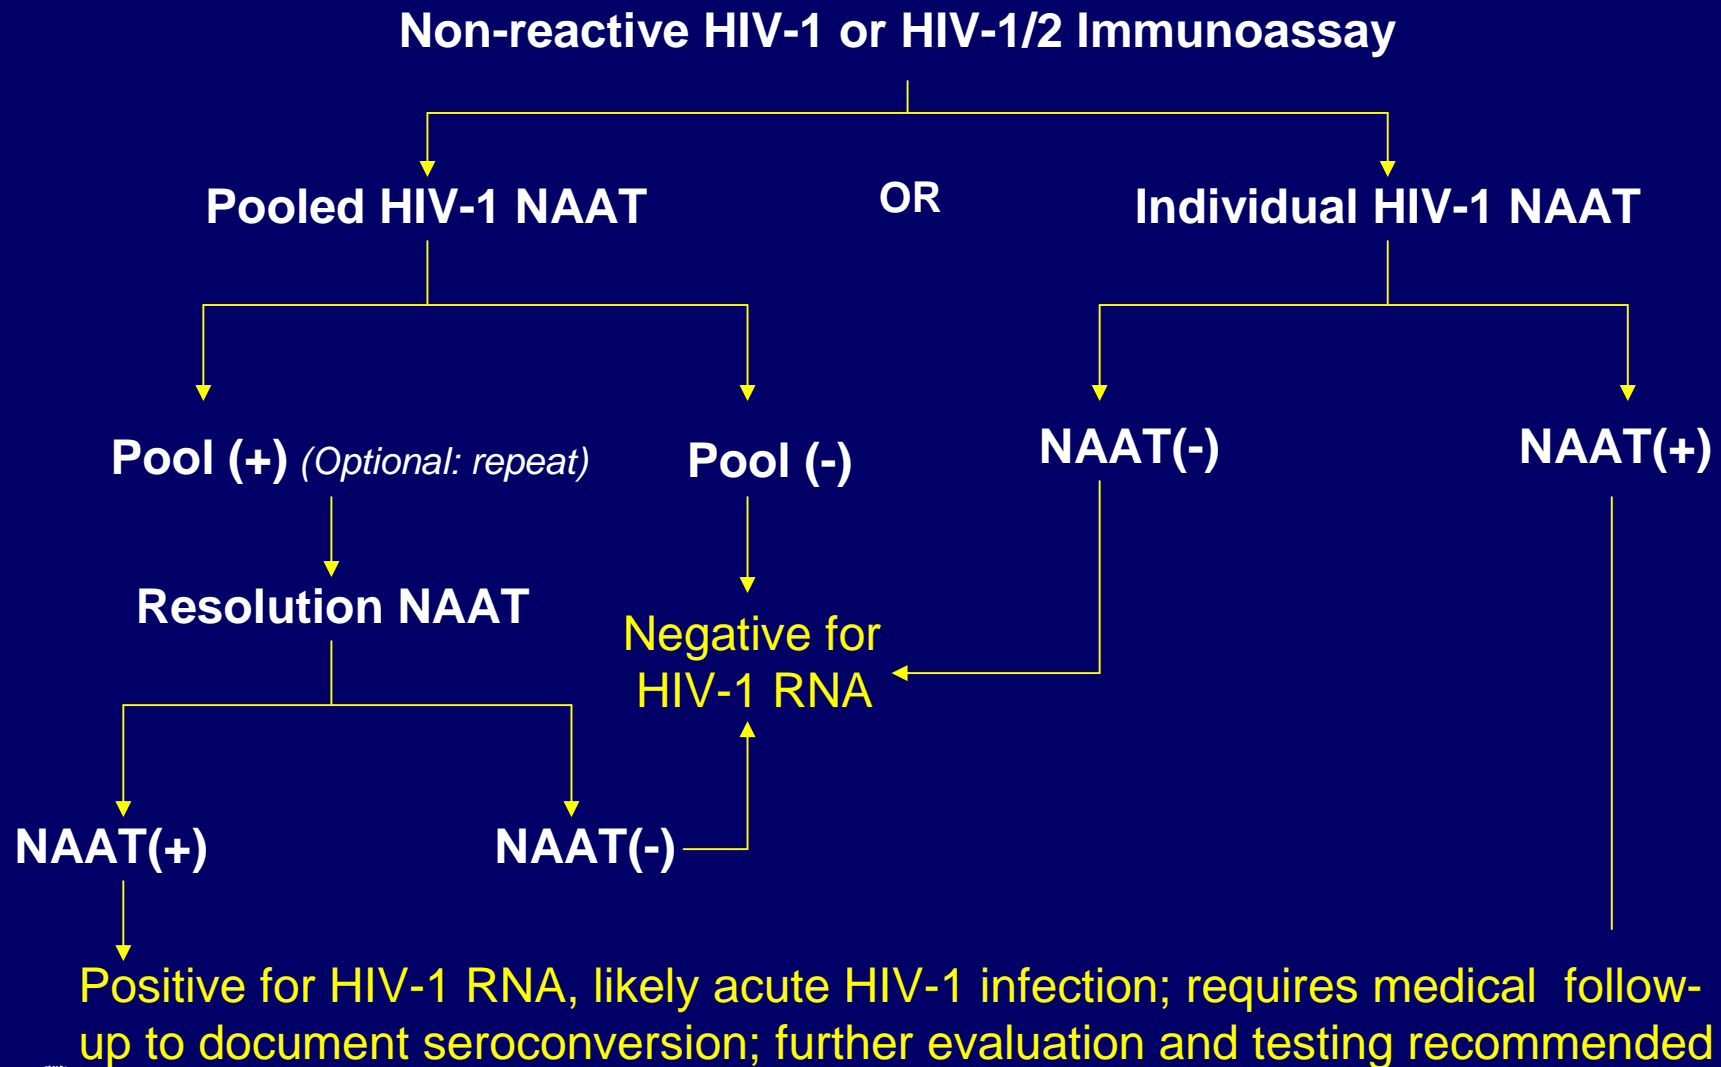 Non-reactive HIV-1 or HIV-1/2 Immunoassay
Pooled HIV-1 NAAT
OR
Individual HIV-1 NAAT
Pool (+) (Optional: repeat)
Pool (-)
NAAT(-)
NAAT(+)
Resolution NAAT
Negative for
HIV-1 RNA
NAAT(+)
NAAT(-)
Positive for HIV-1 RNA, likely acute HIV-1 infection; requires medical follow-
up to document seroconversion; further evaluation and testing recommended